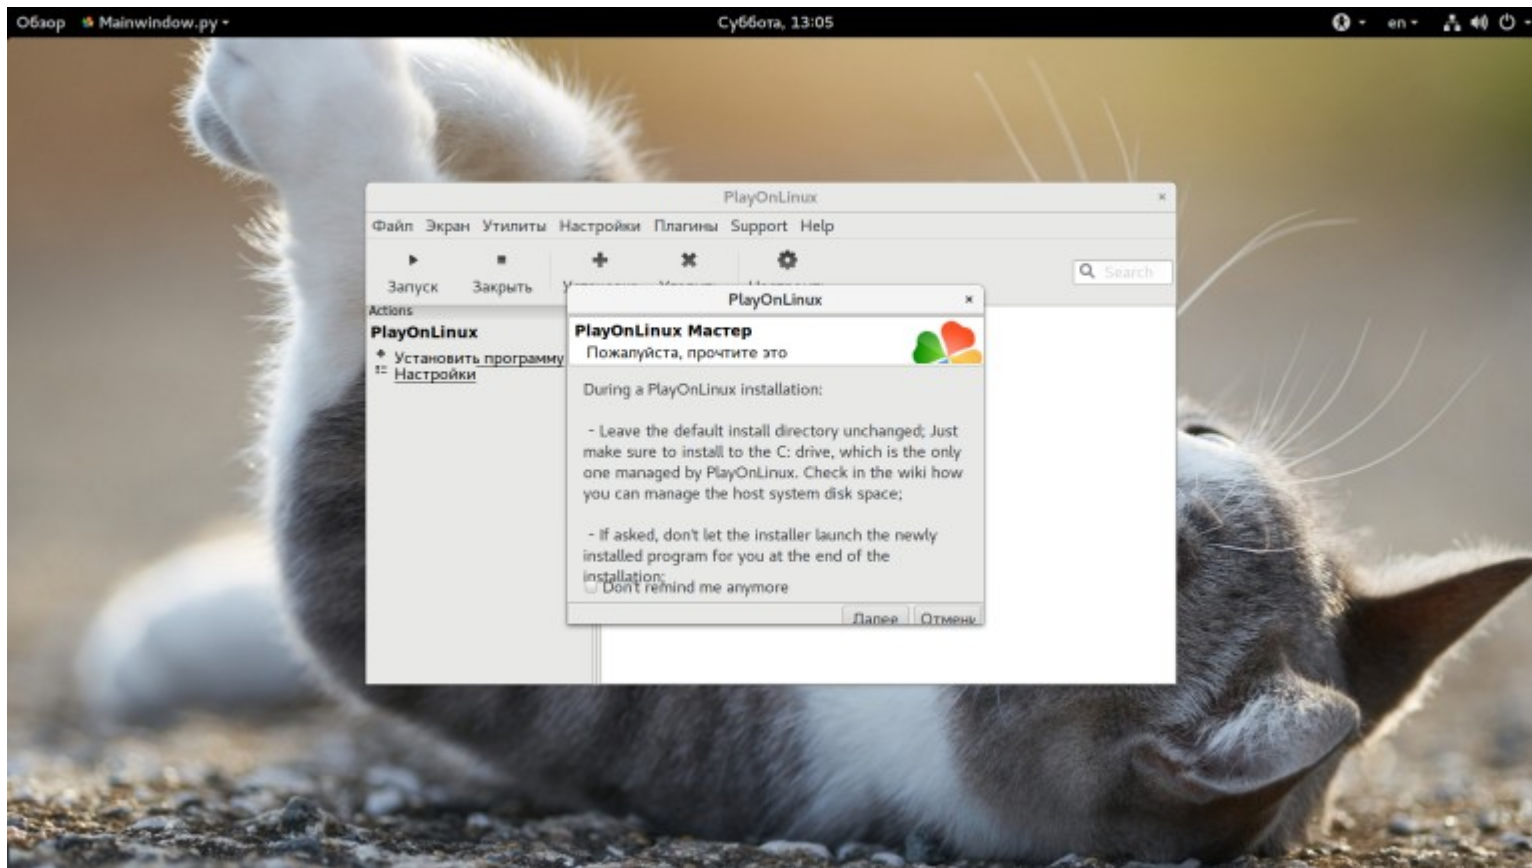 Обзор Mainwindow.py Суббота, 13:05 en
PlayOnLinux
Файл Экран Утилиты Настройки Плагины Support Help
Запуск Закрыть
Search
PlayOnLinux
Actions
PlayOnLinux
Установить программу
Настройки
PlayOnLinux Мастер
Пожалуйста, прочтите это
During a PlayOnLinux installation:
- Leave the default install directory unchanged; Just
make sure to install to the C: drive, which is the only
one managed by PlayOnLinux. Check in the wiki how
you can manage the host system disk space;
- If asked, don't let the installer launch the newly
installed program for you at the end of the
installation;
Don't remind me anymore
Далее Отмена